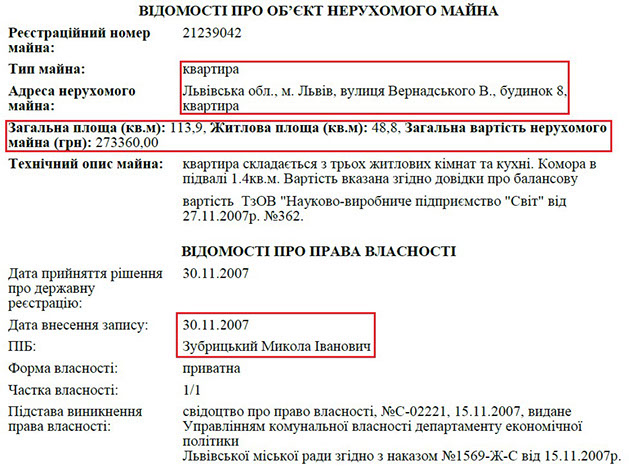 ВІДОМОСТІ ПРО ОБ’ЄКТ НЕРУХОМОГО МАЙНА
Реєстраційний номер майна: 21239042
Тип майна: квартира
Адреса нерухомого майна: Львівська обл., м. Львів, вулиця Вернадського В., будинок 8,
квартира
Загальна площа (кв.м): 113,9, Житлова площа (кв.м): 48,8, Загальна вартість нерухомого
майна (грн): 273360,00
Технічний опис майна: квартира складається з трьох житлових кімнат та кухні. Комора в
підвалі 1.4кв.м. Вартість вказана згідно довідки про балансову
вартість ТзОВ "Науково-виробниче підприємство "Світ" від
27.11.2007р. №362.
ВІДОМОСТІ ПРО ПРАВА ВЛАСНОСТІ
Дата прийняття рішення про державну реєстрацію: 30.11.2007
Дата внесення запису: 30.11.2007
ПІБ: Зубрицький Микола Іванович
Форма власності: приватна
Частка власності: 1/1
Підстава виникнення права власності: свідоцтво про право власності, №С-02221, 15.11.2007, видане
Управлінням комунальної власності департаменту економічної
політики
Львівської міської ради згідно з наказом №1569-Ж-С від 15.11.2007р.